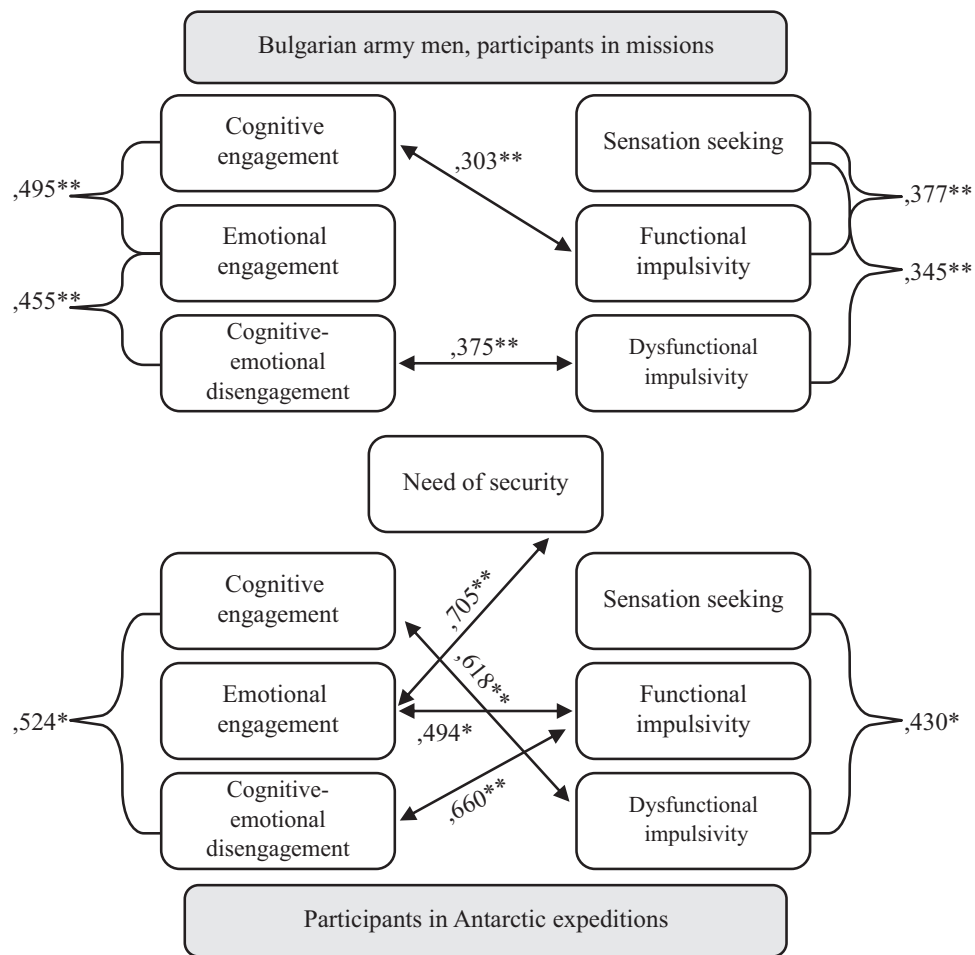 Bulgarian army men, participants in missions
Cognitive
engagement
Sensation seeking
,303**
,495**
,377**
Emotional
engagement
Functional
impulsivity
,455**
,345**
Cognitive-
emotional
disengagement
,375**
Dysfunctional
impulsivity
Need of security
Cognitive
engagement
,705**
Sensation seeking
,618**
Emotional
engagement
Functional
impulsivity
,524*
,494*
,430*
Cognitive-
emotional
disengagement
,660**
Dysfunctional
impulsivity
Participants in Antarctic expeditions